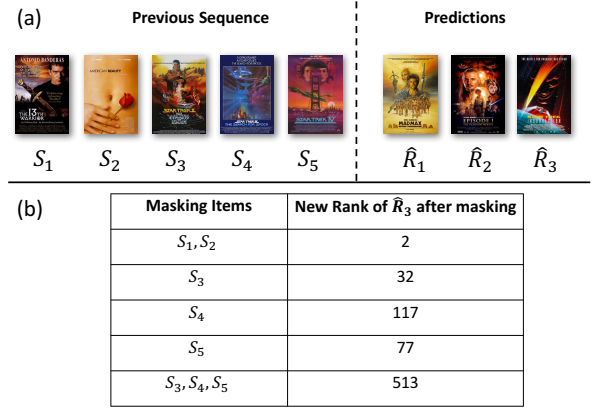 (a)
Previous Sequence
Predictions
ANTONIO BANDERAS
THE 13TH WARRIOR
AMERICAN BEAUTY
STAR TREK II
STAR TREK III
STAR TREK IV
MAD MAX
EPISODE I
S₁ S₂ S₃ S₄ S₅ R̂₁ R̂₂ R̂₃
(b)
Masking Items New Rank of R̂₃ after masking
S₁, S₂ 2
S₃ 32
S₄ 117
S₅ 77
S₃, S₄, S₅ 513